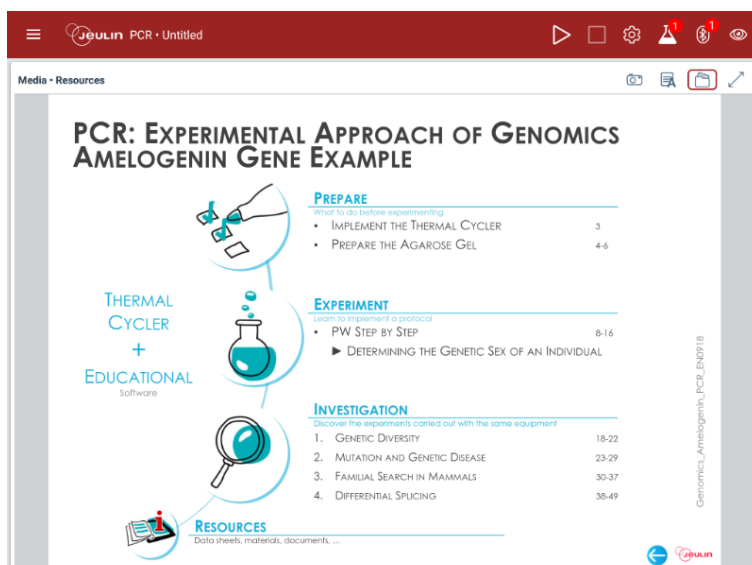 Jeulin PCR • Untitled
1
1
Media • Resources
PCR: Experimental Approach of Genomics
Amelogenin Gene Example
Prepare
What to do before experimenting
• Implement the Thermal Cycler 3
• Prepare the Agarose Gel 4-6
Thermal
Cycler
+
Educational
Software
Experiment
Learn to implement a protocol
• PW Step by Step 8-16
► Determining the Genetic Sex of an Individual
Investigation
Discover the experiments carried out with the same equipment
1. Genetic Diversity 18-22
2. Mutation and Genetic Disease 23-29
3. Familial Search in Mammals 30-37
4. Differential Splicing 38-49
Resources
Data sheets, materials, documents, ...
Genomics_Amelogenin_PCR_EN0918
Jeulin